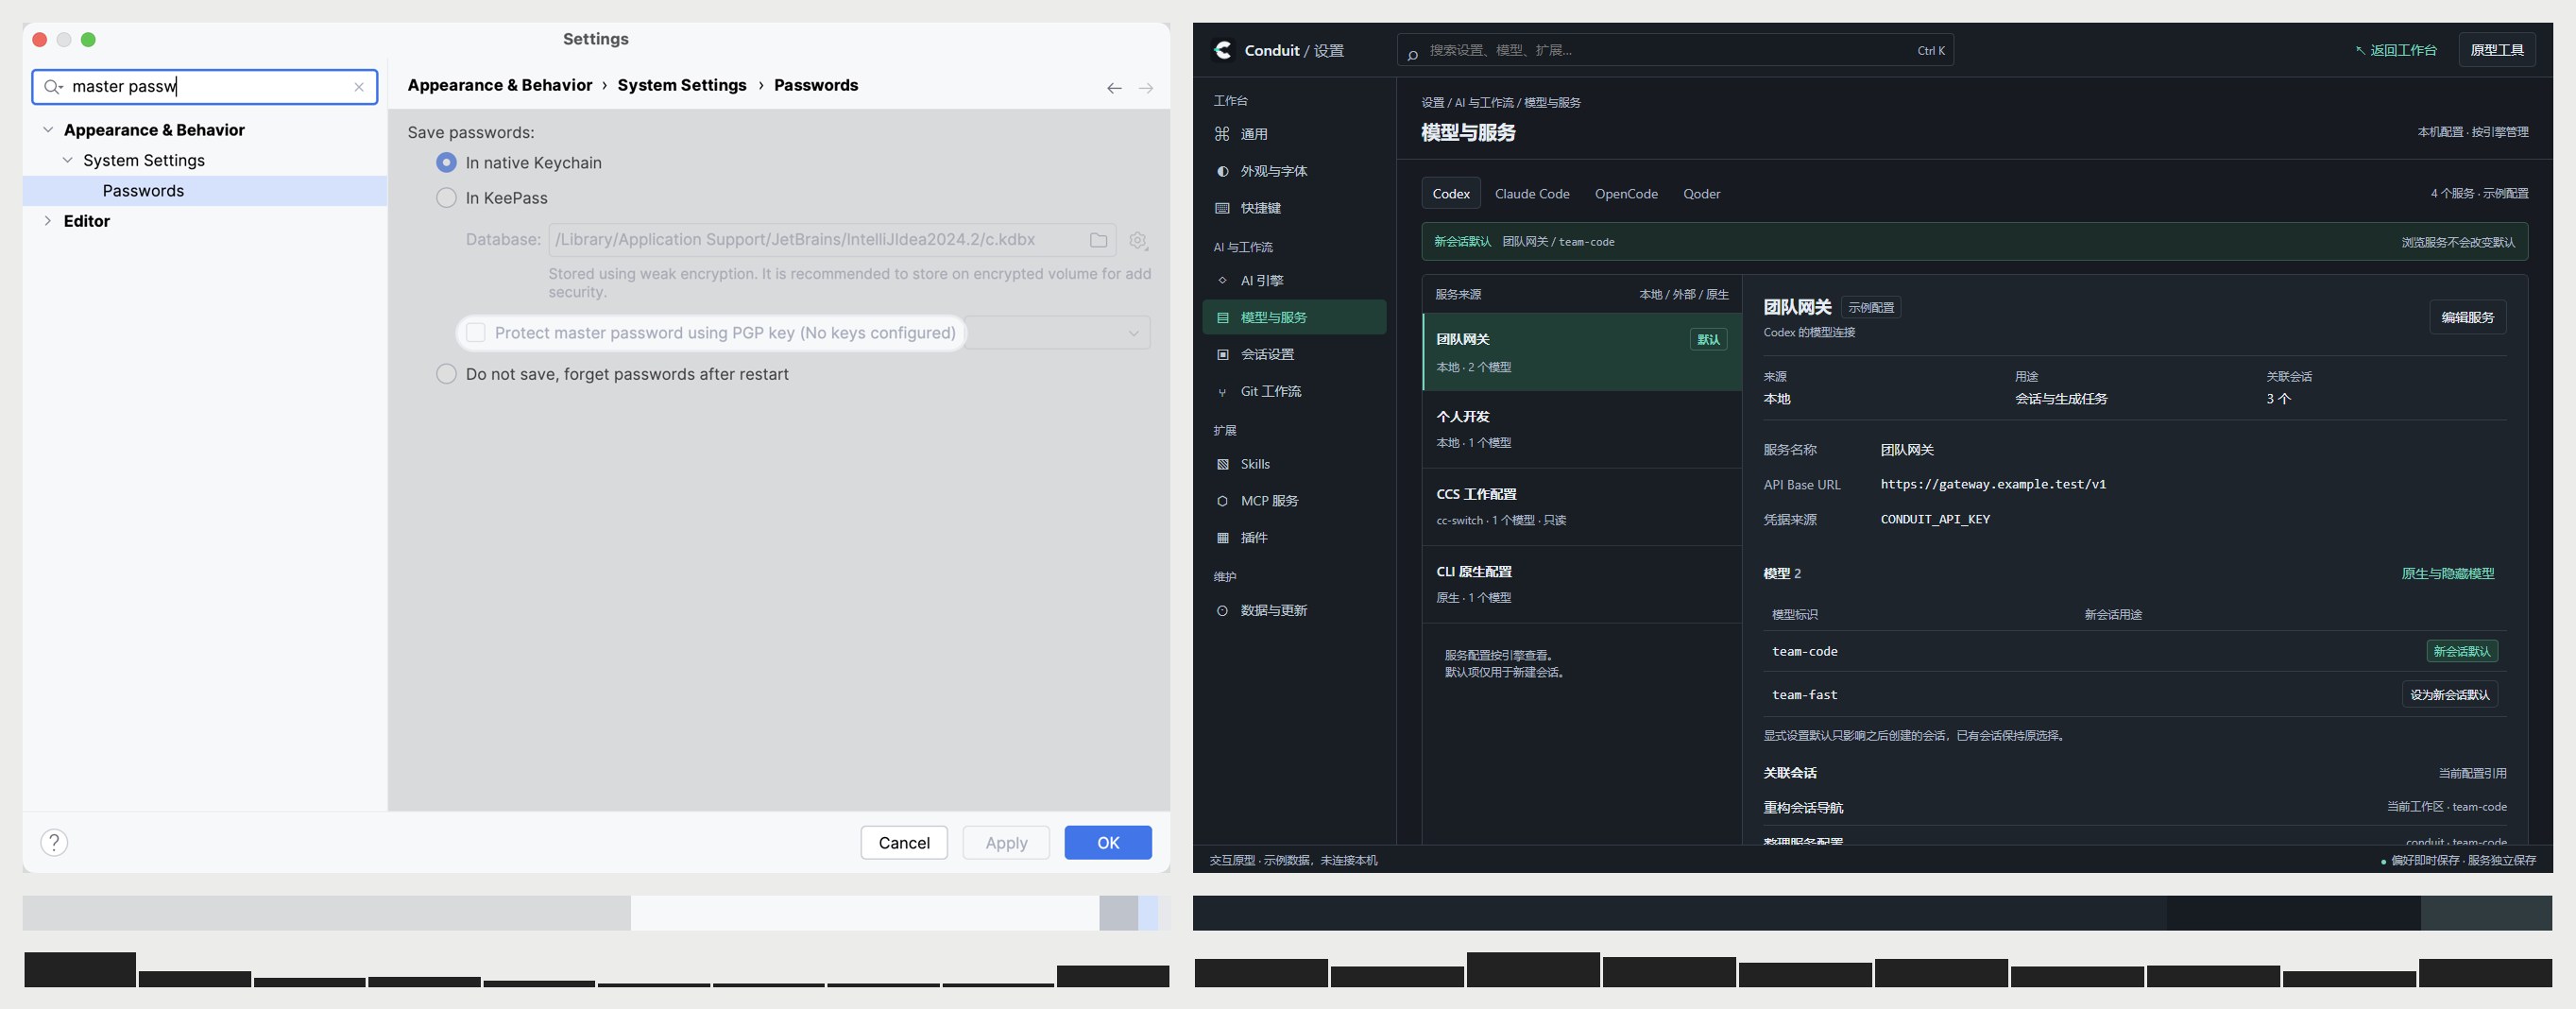 Settings
master passw
Appearance & Behavior
System Settings
Passwords
Editor
Appearance & Behavior › System Settings › Passwords
Save passwords:
In native Keychain
In KeePass
Database: /Library/Application Support/JetBrains/IntelliJIdea2024.2/c.kdbx
Stored using weak encryption. It is recommended to store on encrypted volume for add
security.
Protect master password using PGP key (No keys configured)
Do not save, forget passwords after restart
?
Cancel Apply OK
Conduit / 设置
搜索设置、模型、扩展... Ctrl K
↖ 返回工作台 原型工具
工作台
通用
外观与字体
快捷键
AI 与工作流
AI 引擎
模型与服务
会话设置
Git 工作流
扩展
Skills
MCP 服务
插件
维护
数据与更新
设置 / AI 与工作流 / 模型与服务
模型与服务
本机配置 · 按引擎管理
Codex Claude Code OpenCode Qoder
4 个服务 · 示例配置
新会话默认 团队网关 / team-code 浏览服务不会改变默认
服务来源 本地 / 外部 / 原生
团队网关 默认
本地 · 2 个模型
个人开发
本地 · 1 个模型
CCS 工作配置
cc-switch · 1 个模型 · 只读
CLI 原生配置
原生 · 1 个模型
服务配置按引擎查看。
默认项仅用于新建会话。
团队网关 示例配置
Codex 的模型连接
编辑服务
来源 用途 关联会话
本地 会话与生成任务 3 个
服务名称 团队网关
API Base URL https://gateway.example.test/v1
凭据来源 CONDUIT_API_KEY
模型 2 原生与隐藏模型
模型标识 新会话用途
team-code 新会话默认
team-fast 设为新会话默认
显式设置默认只影响之后创建的会话，已有会话保持原选择。
关联会话 当前配置引用
重构会话导航 当前工作区 · team-code
整理服务配置 conduit · team-code
交互原型 · 示例数据，未连接本机
偏好即时保存 · 服务独立保存